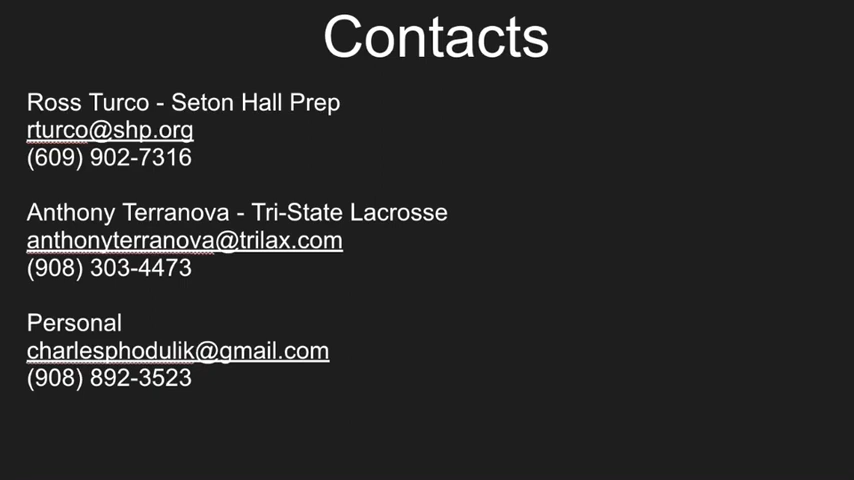 Contacts
Ross Turco - Seton Hall Prep
rturco@shp.org
(609) 902-7316
Anthony Terranova - Tri-State Lacrosse
anthonyterranova@trilax.com
(908) 303-4473
Personal
charlesphodulik@gmail.com
(908) 892-3523